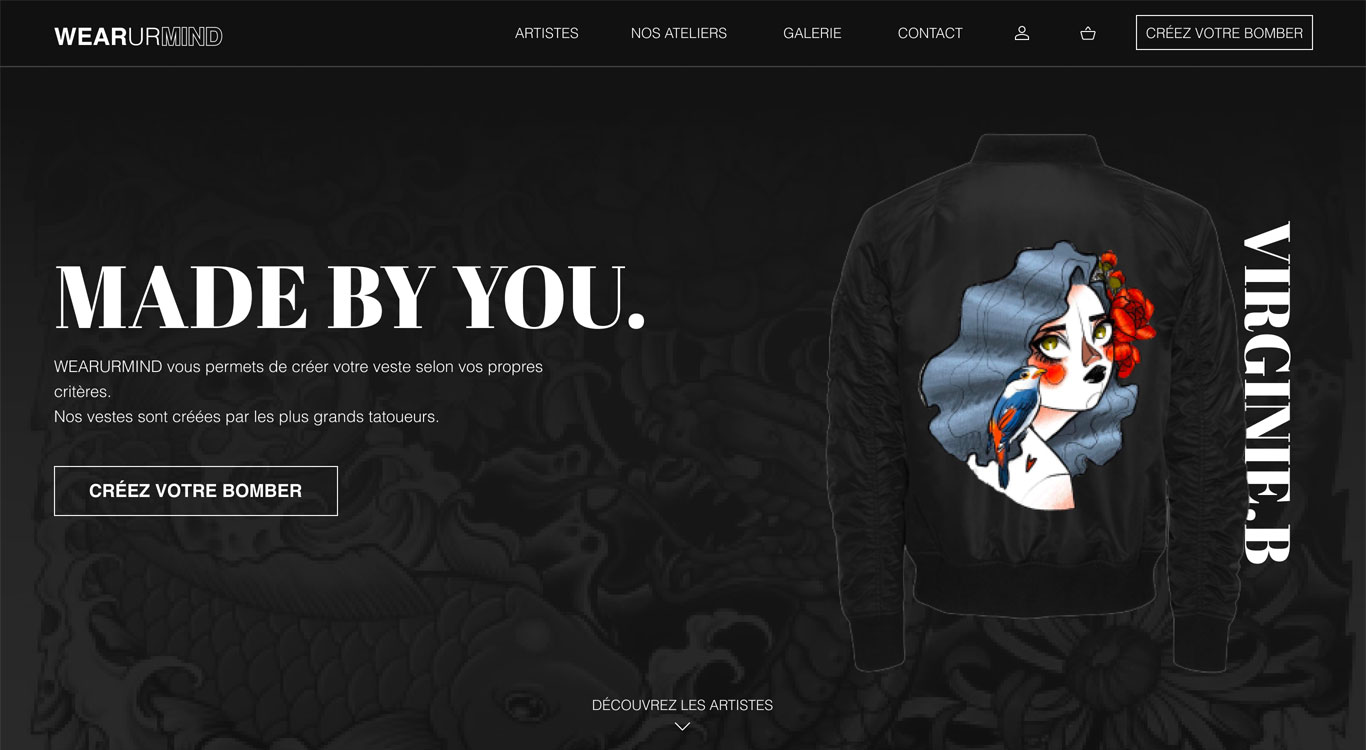 WEARURMIND
ARTISTES
NOS ATELIERS
GALERIE
CONTACT
CRÉEZ VOTRE BOMBER
MADE BY YOU.
WEARURMIND vous permets de créer votre veste selon vos propres
critères.
Nos vestes sont créées par les plus grands tatoueurs.
CRÉEZ VOTRE BOMBER
VIRGINIE.B
DÉCOUVREZ LES ARTISTES